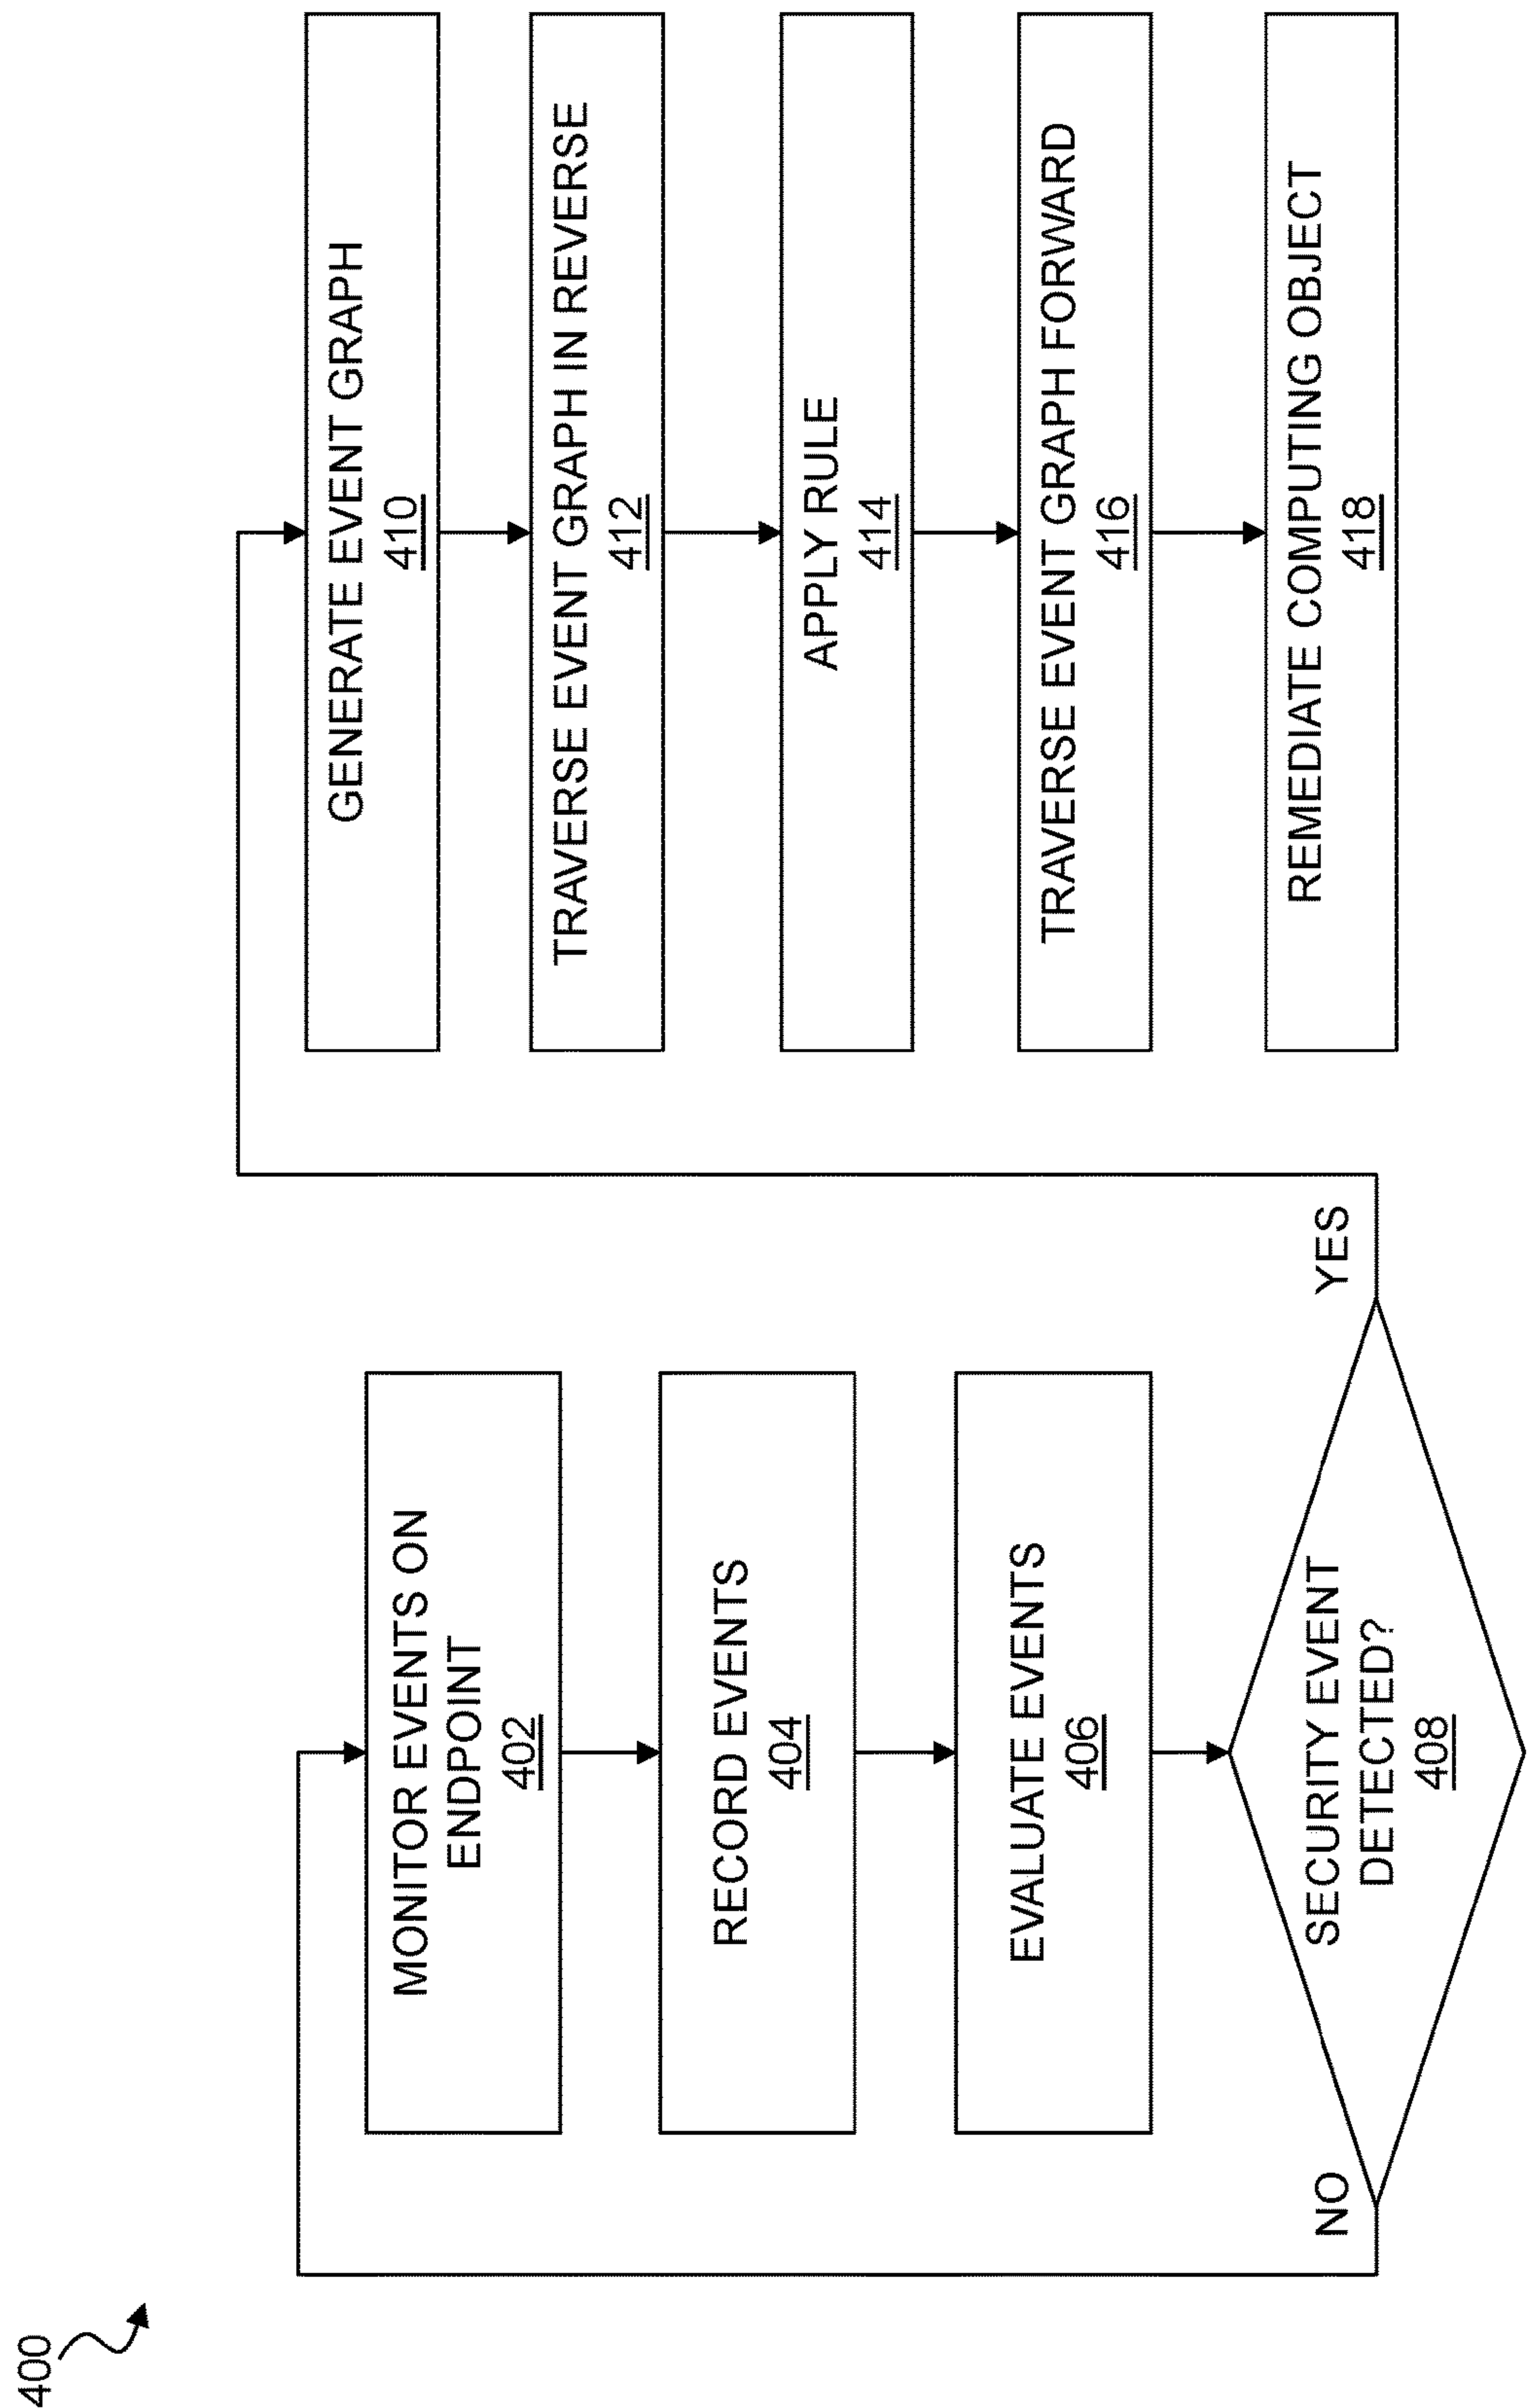 400
MONITOR EVENTS ON
ENDPOINT
402
RECORD EVENTS
404
EVALUATE EVENTS
406
SECURITY EVENT
DETECTED?
408
NO
YES
GENERATE EVENT GRAPH
410
TRAVERSE EVENT GRAPH IN REVERSE
412
APPLY RULE
414
TRAVERSE EVENT GRAPH FORWARD
416
REMEDIATE COMPUTING OBJECT
418